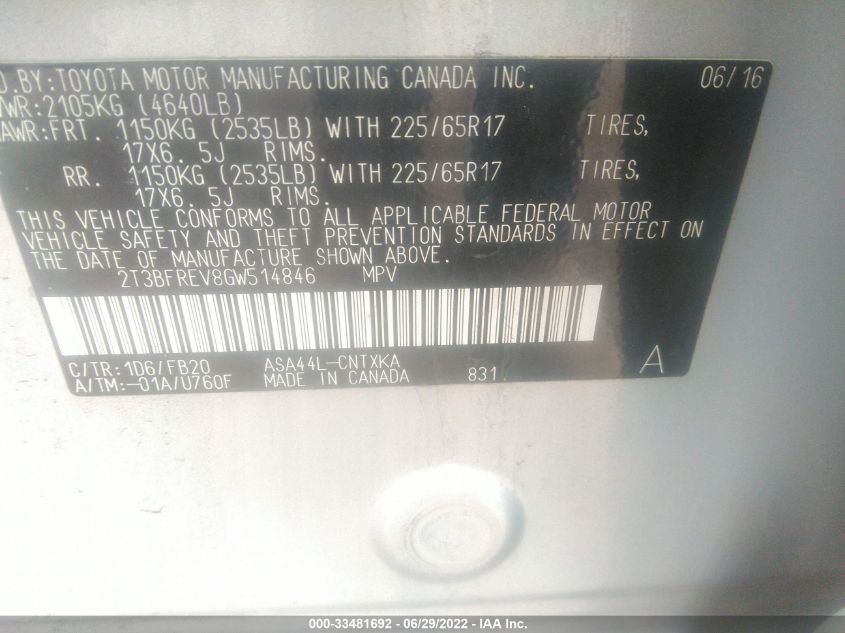 D. BY: TOYOTA MOTOR MANUFACTURING CANADA INC. 06/16
WR: 2105KG (4640LB)
AWR: FRT. 1150KG (2535LB) WITH 225/65R17 TIRES,
17X6. 5J RIMS.
RR. 1150KG (2535LB) WITH 225/65R17 TIRES,
17X6. 5J RIMS.
THIS VEHICLE CONFORMS TO ALL APPLICABLE FEDERAL MOTOR
VEHICLE SAFETY AND THEFT PREVENTION STANDARDS IN EFFECT ON
THE DATE OF MANUFACTURE SHOWN ABOVE.
2T3BFREV8GW514846 MPV
C/TR: 1D6/FB20 ASA44L-CNTXKA A
A/TM: -01A/U760F MADE IN CANADA 831
000-33481692 - 06/29/2022 - IAA Inc.